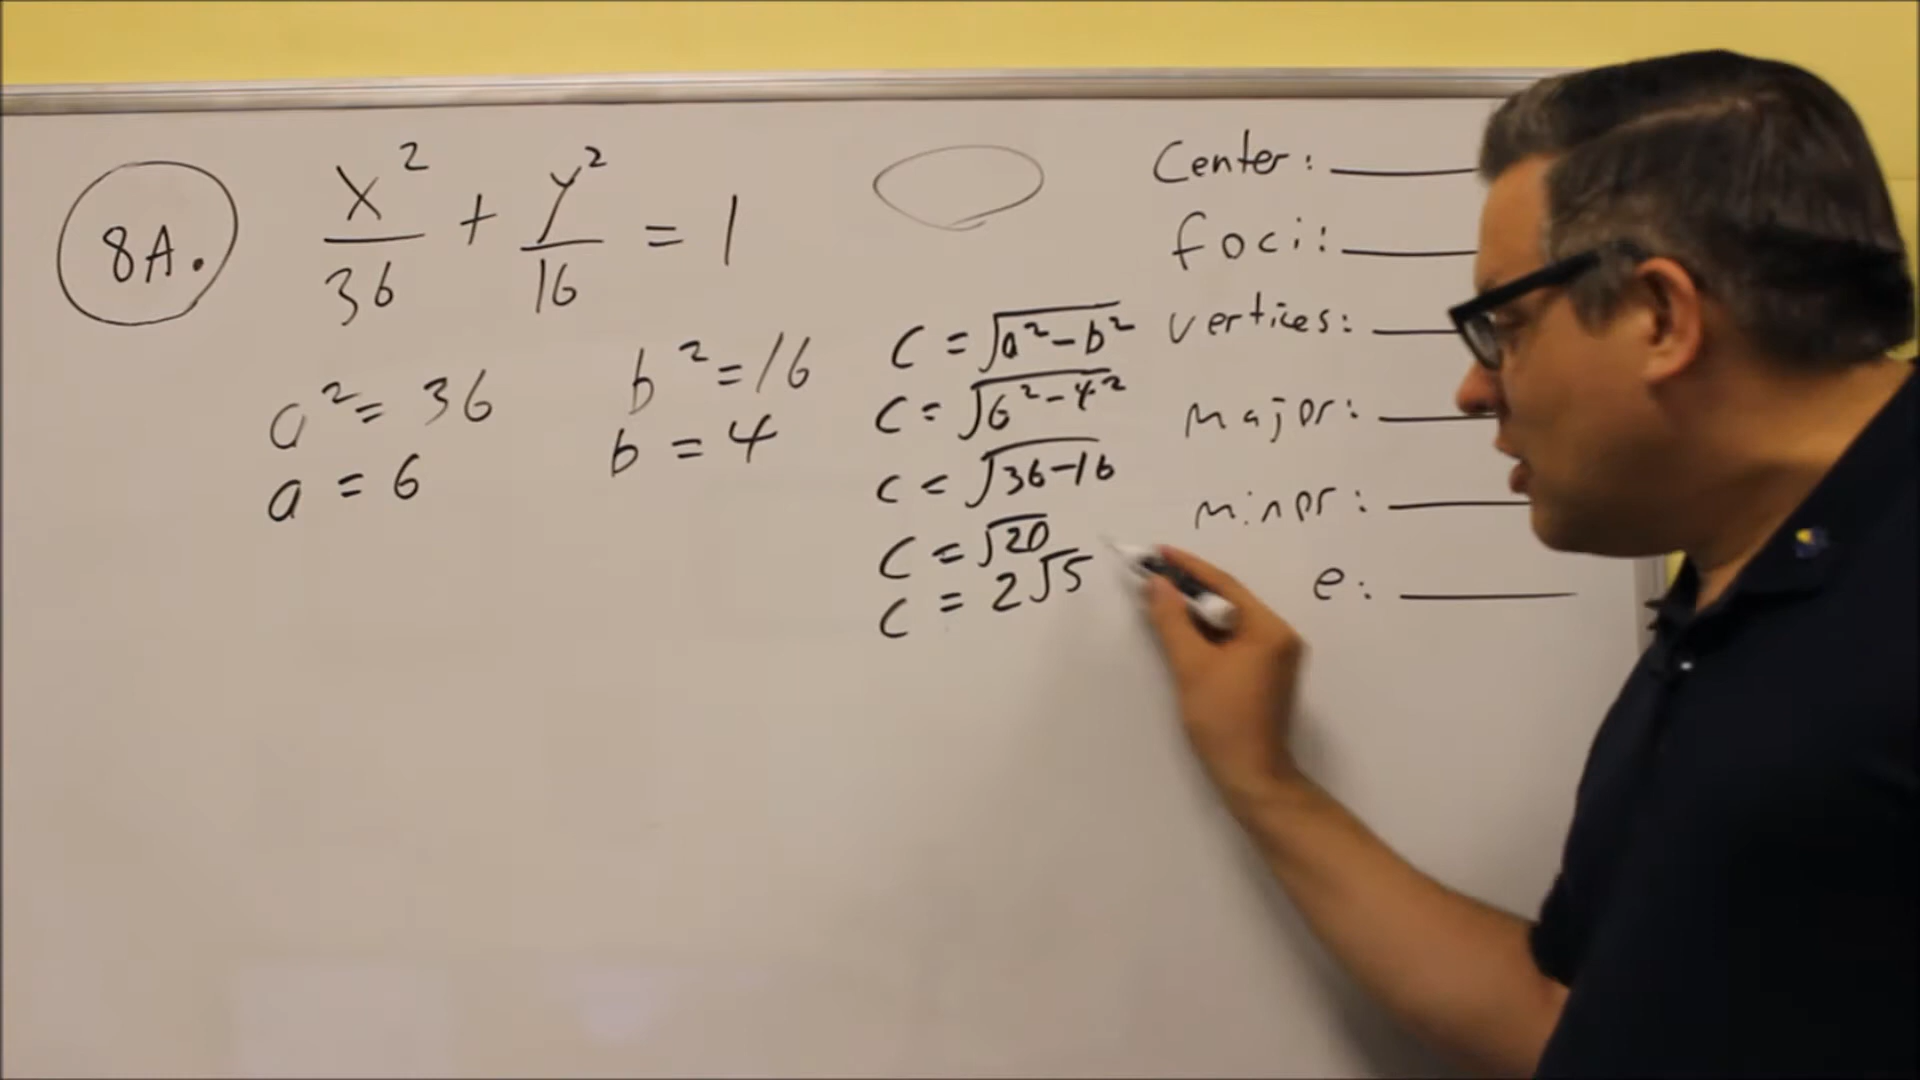 8A.
x²/36 + y²/16 = 1
a² = 36
a = 6
b² = 16
b = 4
c = √a² - b²
c = √6² - 4²
c = √36 - 16
c = √20
c = 2√5
Center:
foci:
vertices:
major:
minor:
e: